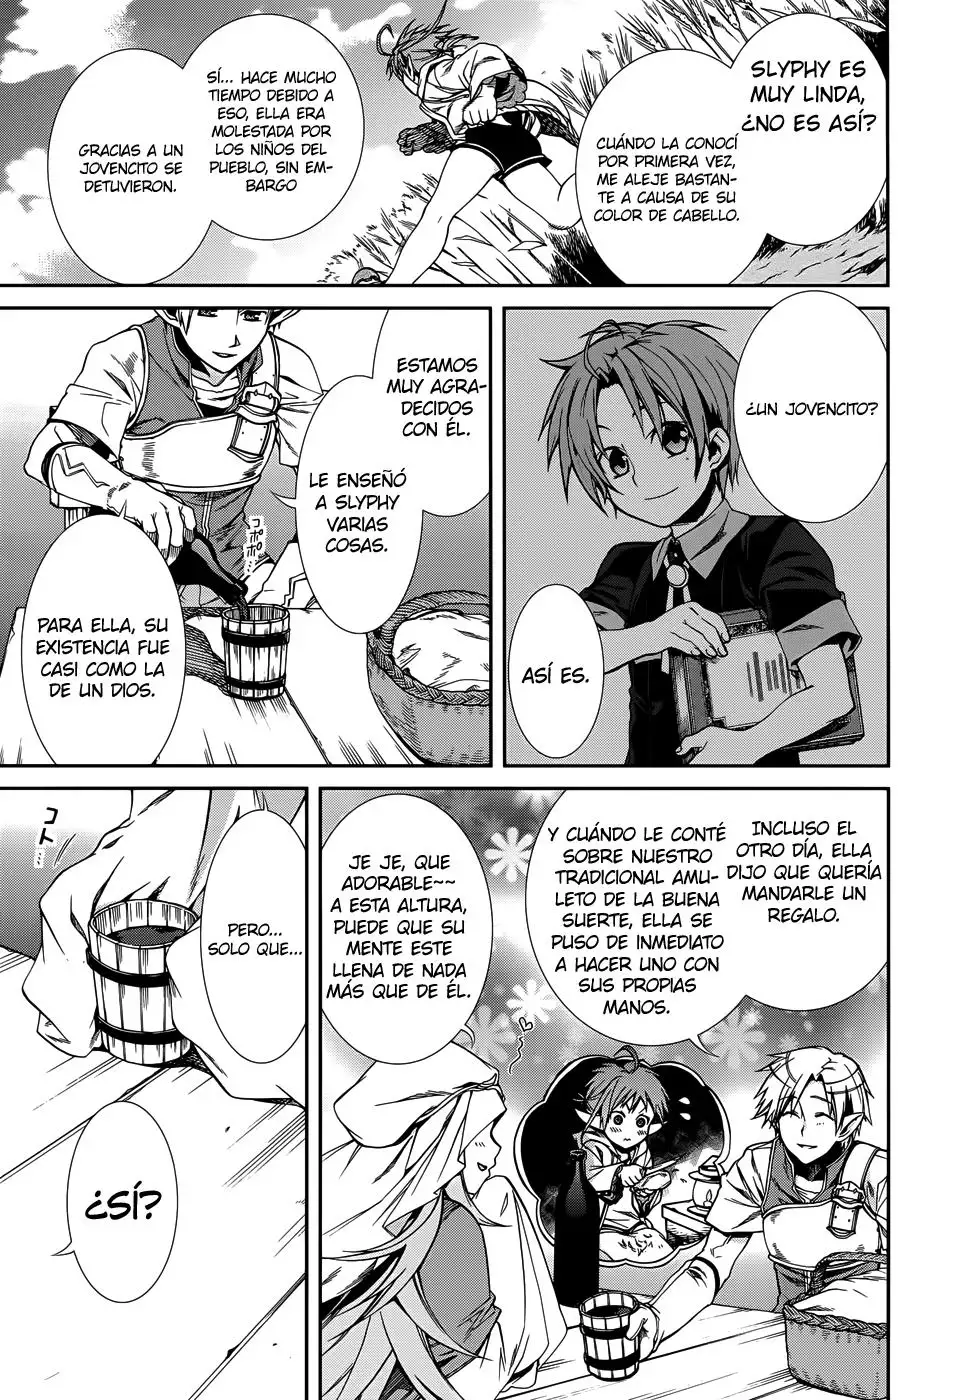 SLYPHY ES
MUY LINDA,
¿NO ES ASÍ?
CUÁNDO LA CONOCÍ
POR PRIMERA VEZ,
ME ALEJE BASTAN-
TE A CAUSA DE SU
COLOR DE CABELLO.
SÍ... HACE MUCHO
TIEMPO DEBIDO A
ESO, ELLA ERA
MOLESTADA POR
LOS NIÑOS DEL
PUEBLO, SIN EM-
BARGO
GRACIAS A UN
JOVENCITO SE
DETUVIERON.
¿UN JOVENCITO?
ASÍ ES.
ESTAMOS
MUY AGRA-
DECIDOS
CON ÉL.
LE ENSEÑÓ
A SLYPHY
VARIAS
COSAS.
コポポ…
PARA ELLA, SU
EXISTENCIA FUE
CASI COMO LA
DE UN DIOS.
INCLUSO EL
OTRO DÍA, ELLA
DIJO QUE QUERÍA
MANDARLE UN
REGALO.
Y CUÁNDO LE CONTÉ
SOBRE NUESTRO
TRADICIONAL AMU-
LETO DE LA BUENA
SUERTE, ELLA SE
PUSO DE INMEDIATO
A HACER UNO CON
SUS PROPIAS
MANOS.
JE JE, QUE
ADORABLE~~
A ESTA ALTURA,
PUEDE QUE SU
MENTE ESTE
LLENA DE NADA
MÁS QUE DE ÉL.
PERO...
SOLO QUE...
コト…
¿SÍ?